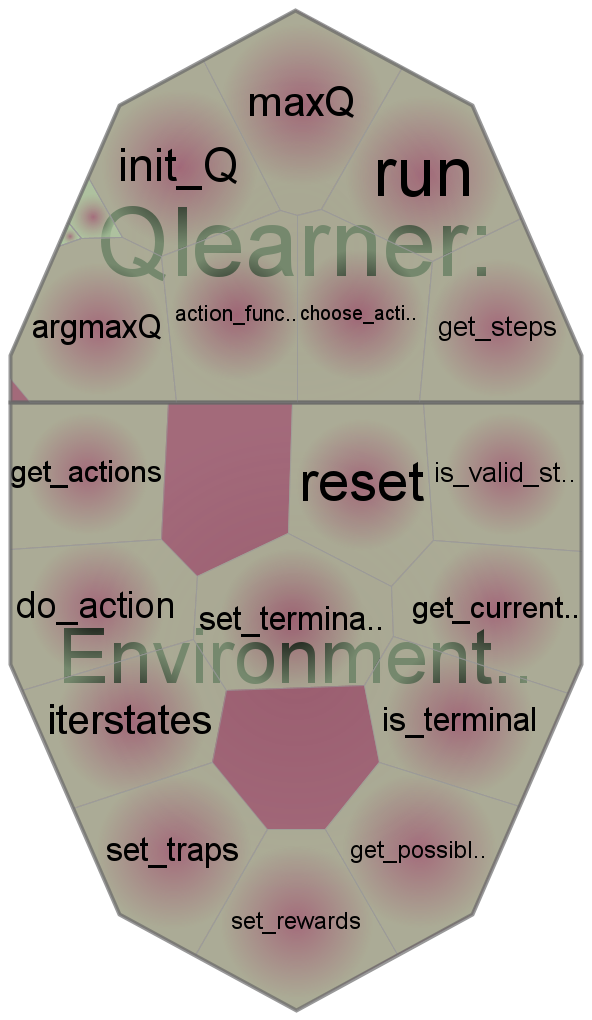 maxQ
init_Q
run
Qlearner:
argmaxQ
action_func..
choose_acti..
get_steps
get_actions
reset
is_valid_st..
do_action
set_termina..
get_current..
Environment..
iterstates
is_terminal
set_traps
get_possibl..
set_rewards